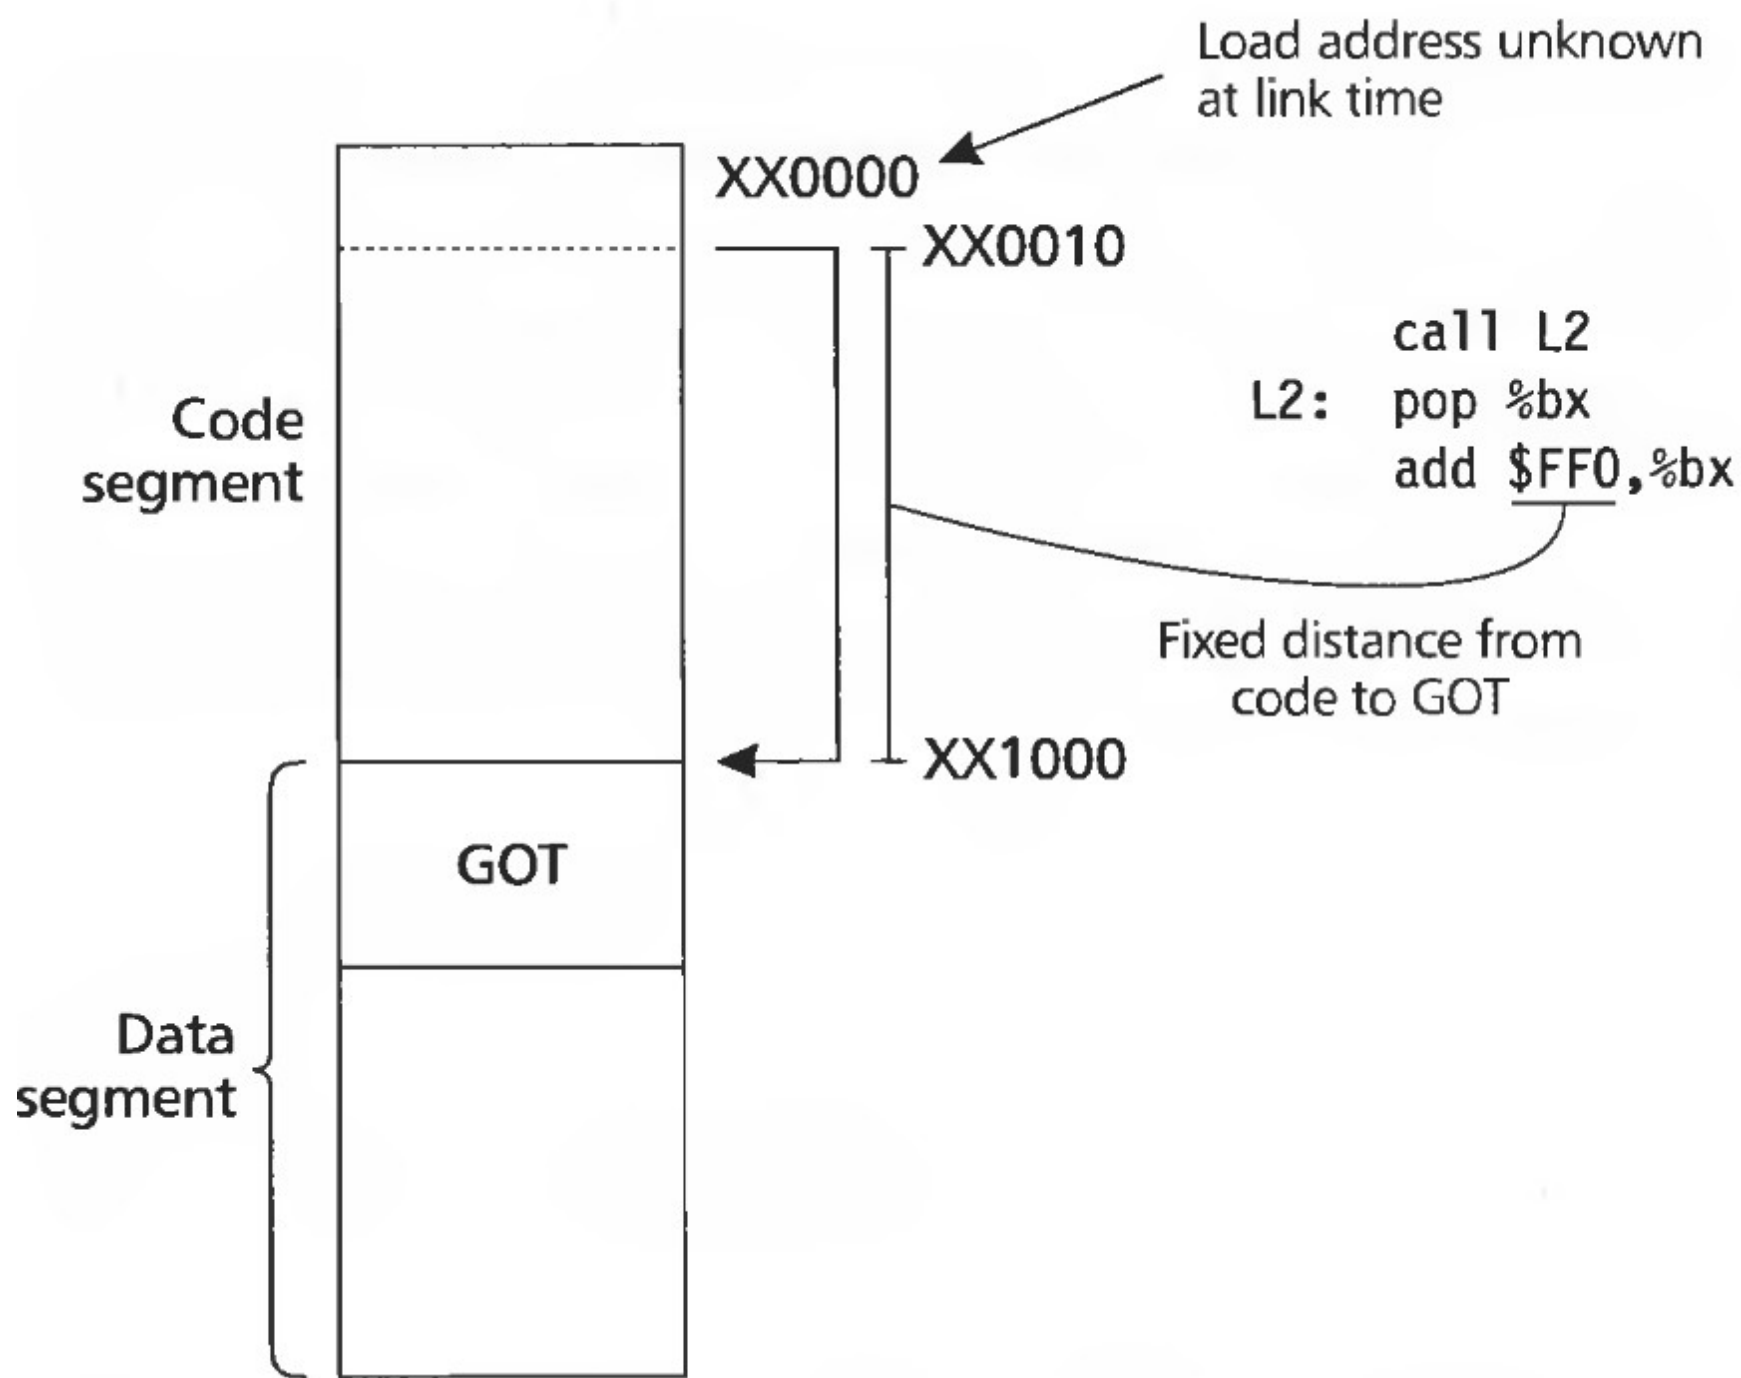 Load address unknown
at link time
XX0000
XX0010
call L2
L2: pop %bx
add $FF0,%bx
Code
segment
Fixed distance from
code to GOT
XX1000
GOT
Data
segment